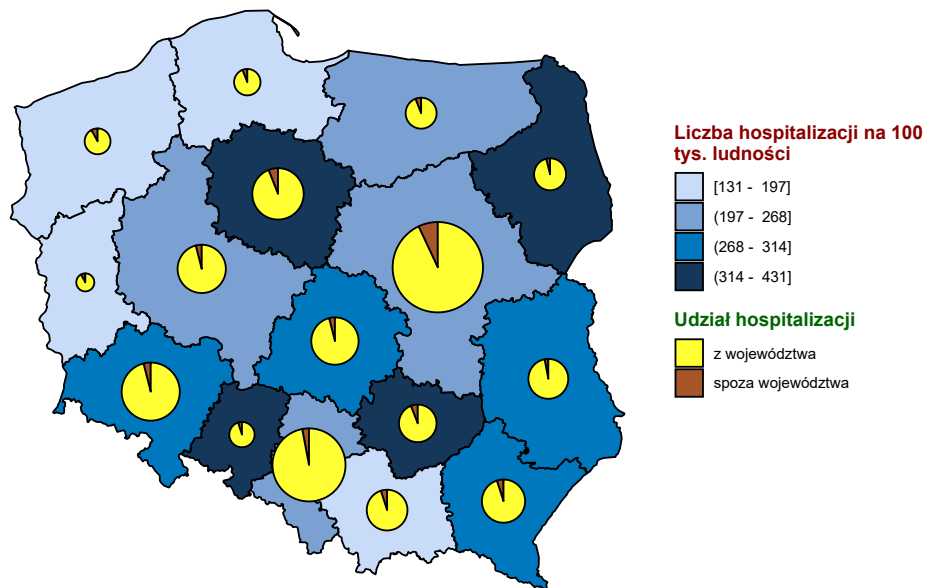 Liczba hospitalizacji na 100
tys. ludności
[131 - 197]
(197 - 268]
(268 - 314]
(314 - 431]
Udział hospitalizacji
z województwa
spoza województwa